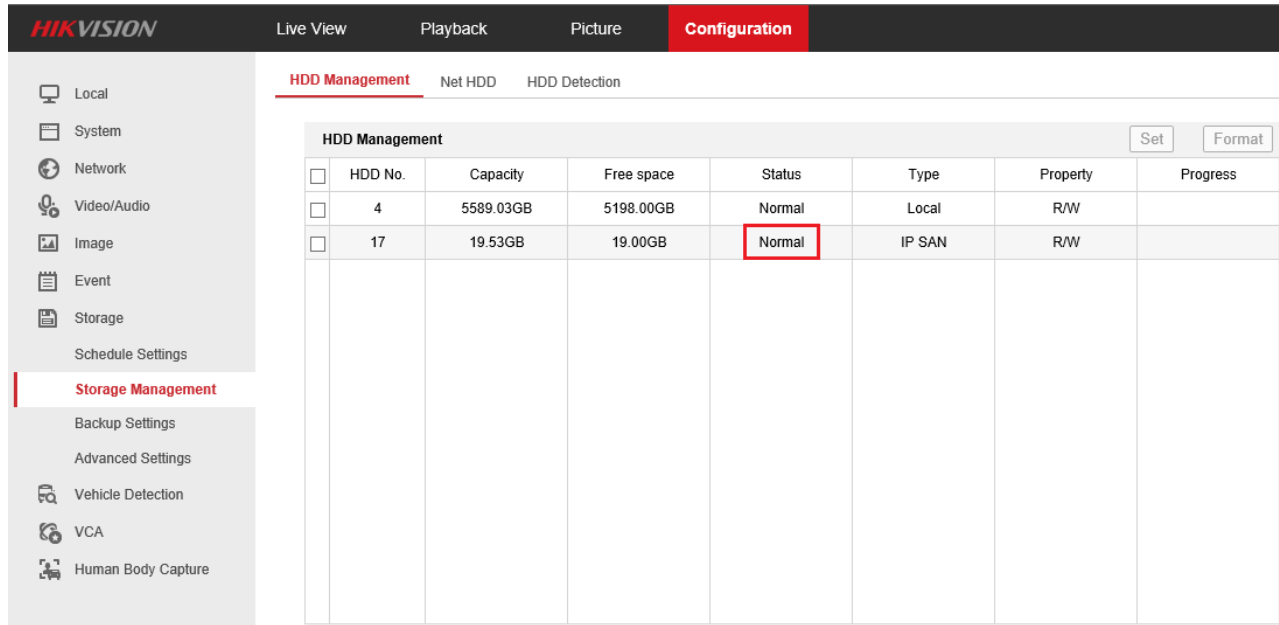 HIKVISION Live View Playback Picture Configuration
HDD Management Net HDD HDD Detection
Local
System
Network
Video/Audio
Image
Event
Storage
Schedule Settings
Storage Management
Backup Settings
Advanced Settings
Vehicle Detection
VCA
Human Body Capture
HDD Management Set Format
HDD No. Capacity Free space Status Type Property Progress
4 5589.03GB 5198.00GB Normal Local R/W
17 19.53GB 19.00GB Normal IP SAN R/W